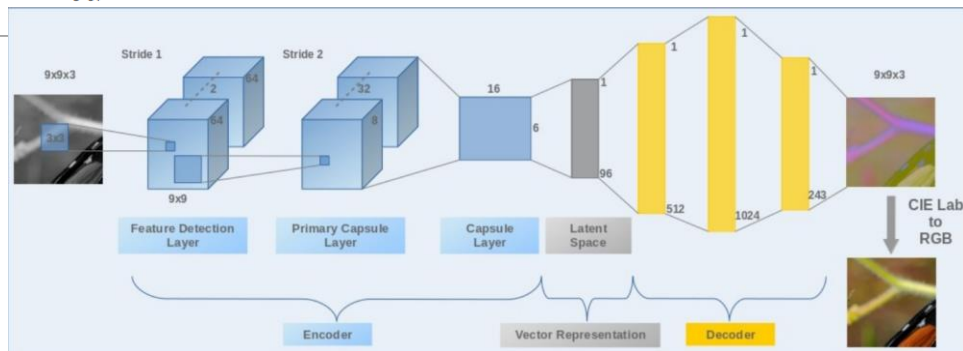 Stride 1
Stride 2
9x9x3
3x3
2
64
64
9x9
32
8
16
6
1
96
1
512
1
1024
1
243
9x9x3
CIE Lab
to
RGB
Feature Detection
Layer
Primary Capsule
Layer
Capsule
Layer
Latent
Space
Encoder
Vector Representation
Decoder